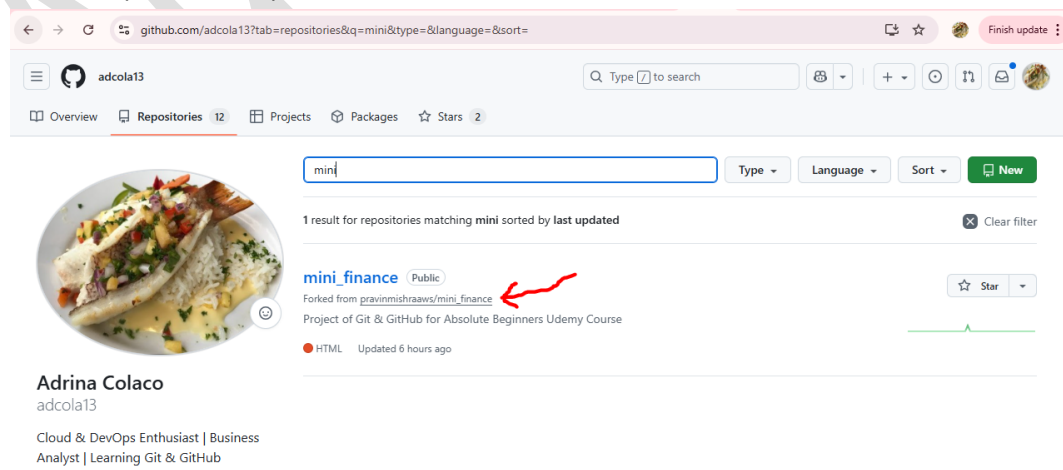 github.com/adcola13?tab=repositories&q=mini&type=&language=&sort=
Finish update
adcola13
Type / to search
Overview
Repositories 12
Projects
Packages
Stars 2
mini
Type
Language
Sort
New
1 result for repositories matching mini sorted by last updated
Clear filter
mini_finance Public
Star
Forked from pravinmishraaws/mini_finance
Project of Git & GitHub for Absolute Beginners Udemy Course
HTML Updated 6 hours ago
Adrina Colaco
adcola13
Cloud & DevOps Enthusiast | Business
Analyst | Learning Git & GitHub